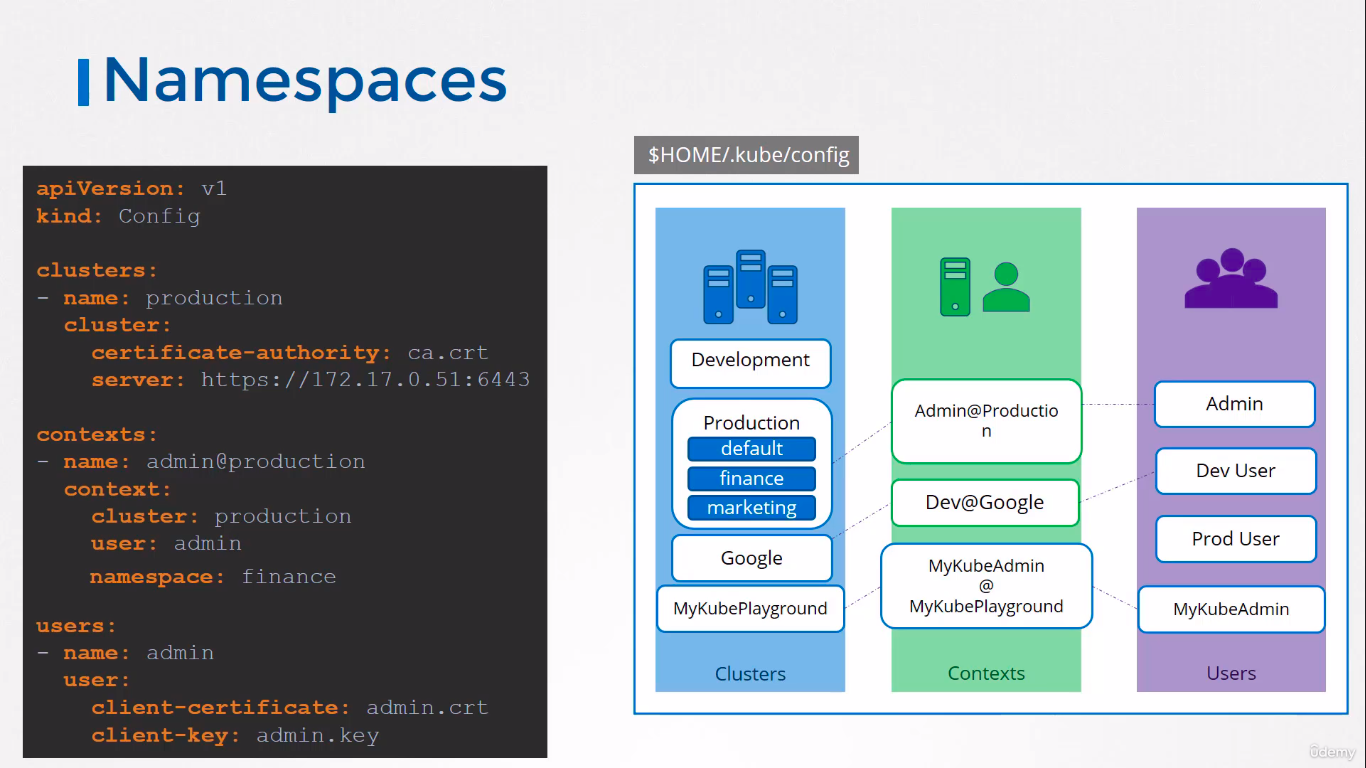 Namespaces
$HOME/.kube/config
apiVersion: v1
kind: Config
clusters:
- name: production
cluster:
certificate-authority: ca.crt
server: https://172.17.0.51:6443
contexts:
- name: admin@production
context:
cluster: production
user: admin
namespace: finance
users:
- name: admin
user:
client-certificate: admin.crt
client-key: admin.key
Development
Production
default
finance
marketing
Google
MyKubePlayground
Clusters
Admin@Productio
n
Dev@Google
MyKubeAdmin
@
MyKubePlayground
Contexts
Admin
Dev User
Prod User
MyKubeAdmin
Users
ûdemy